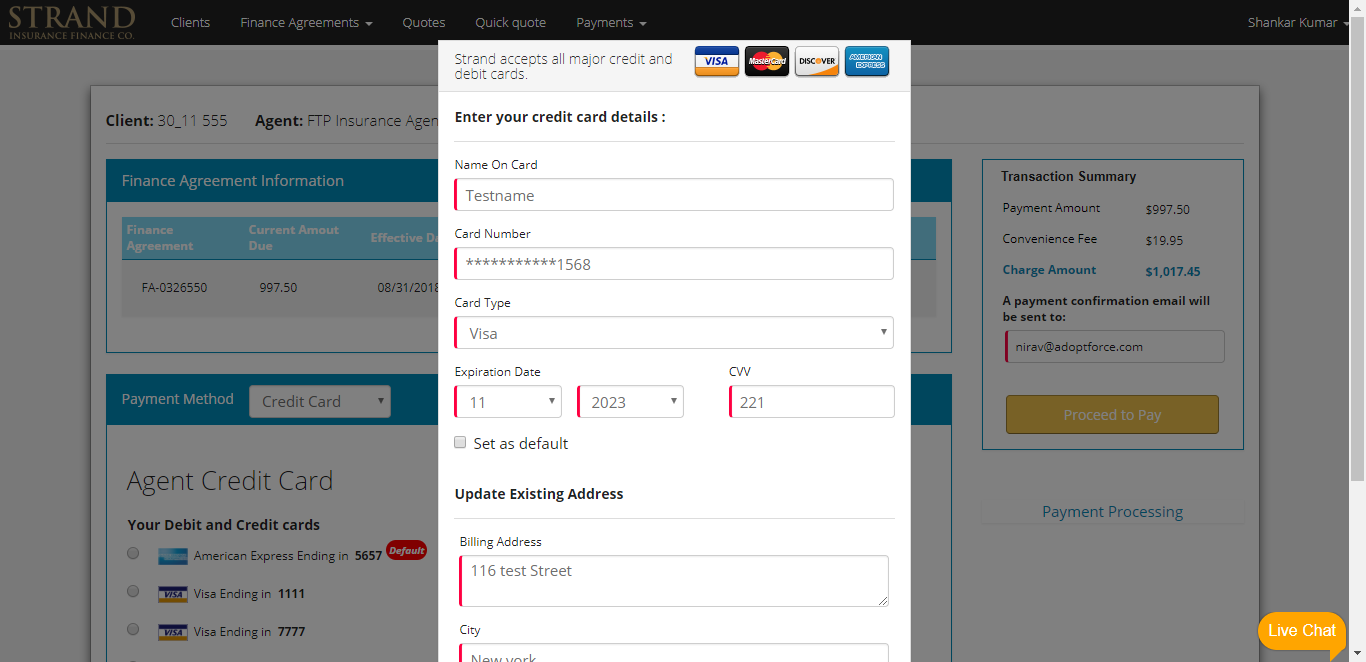 STRAND
INSURANCE FINANCE CO.
Clients
Finance Agreements
Quotes
Quick quote
Payments
Shankar Kumar
Strand accepts all major credit and
debit cards.
VISA
MasterCard
DISCOVER
AMERICAN
EXPRESS
Client: 30_11 555
Agent: FTP Insurance Agen
Finance Agreement Information
Finance
Agreement
Current Amout
Due
Effective Da
FA-0326550
997.50
08/31/2018
Payment Method
Credit Card
Agent Credit Card
Your Debit and Credit cards
American Express Ending in 5657 Default
VISA Visa Ending in 1111
VISA Visa Ending in 7777
Enter your credit card details :
Name On Card
Testname
Card Number
***********1568
Card Type
Visa
Expiration Date
CVV
11
2023
221
Set as default
Update Existing Address
Billing Address
116 test Street
City
New york
Transaction Summary
Payment Amount $997.50
Convenience Fee $19.95
Charge Amount $1,017.45
A payment confirmation email will
be sent to:
nirav@adoptforce.com
Proceed to Pay
Payment Processing
Live Chat